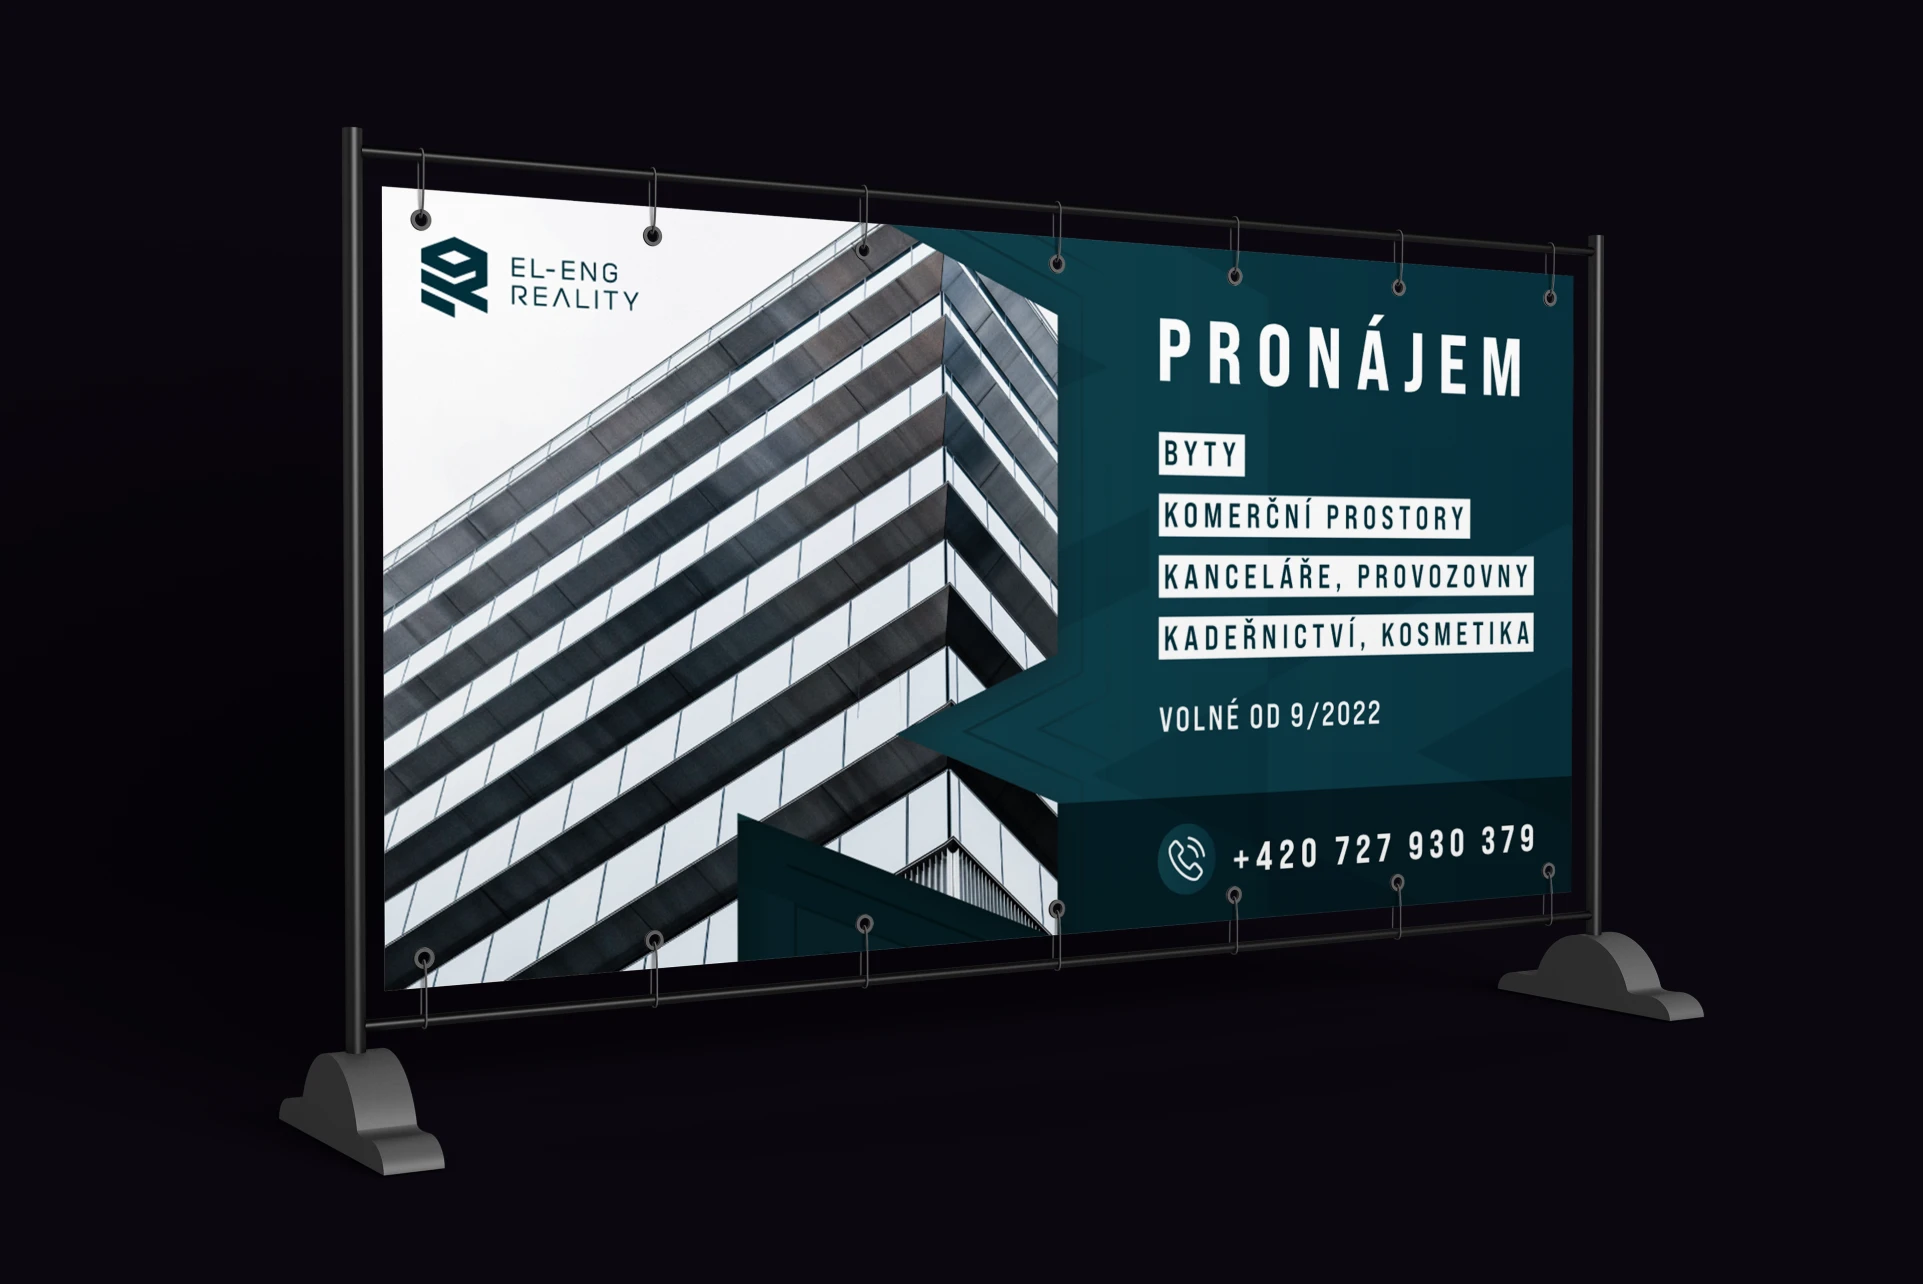 EL-ENG
REALITY
PRONÁJEM
BYTY
KOMERČNÍ PROSTORY
KANCELÁŘE, PROVOZOVNY
KADEŘNICTVÍ, KOSMETIKA
VOLNÉ OD 9/2022
+420 727 930 379